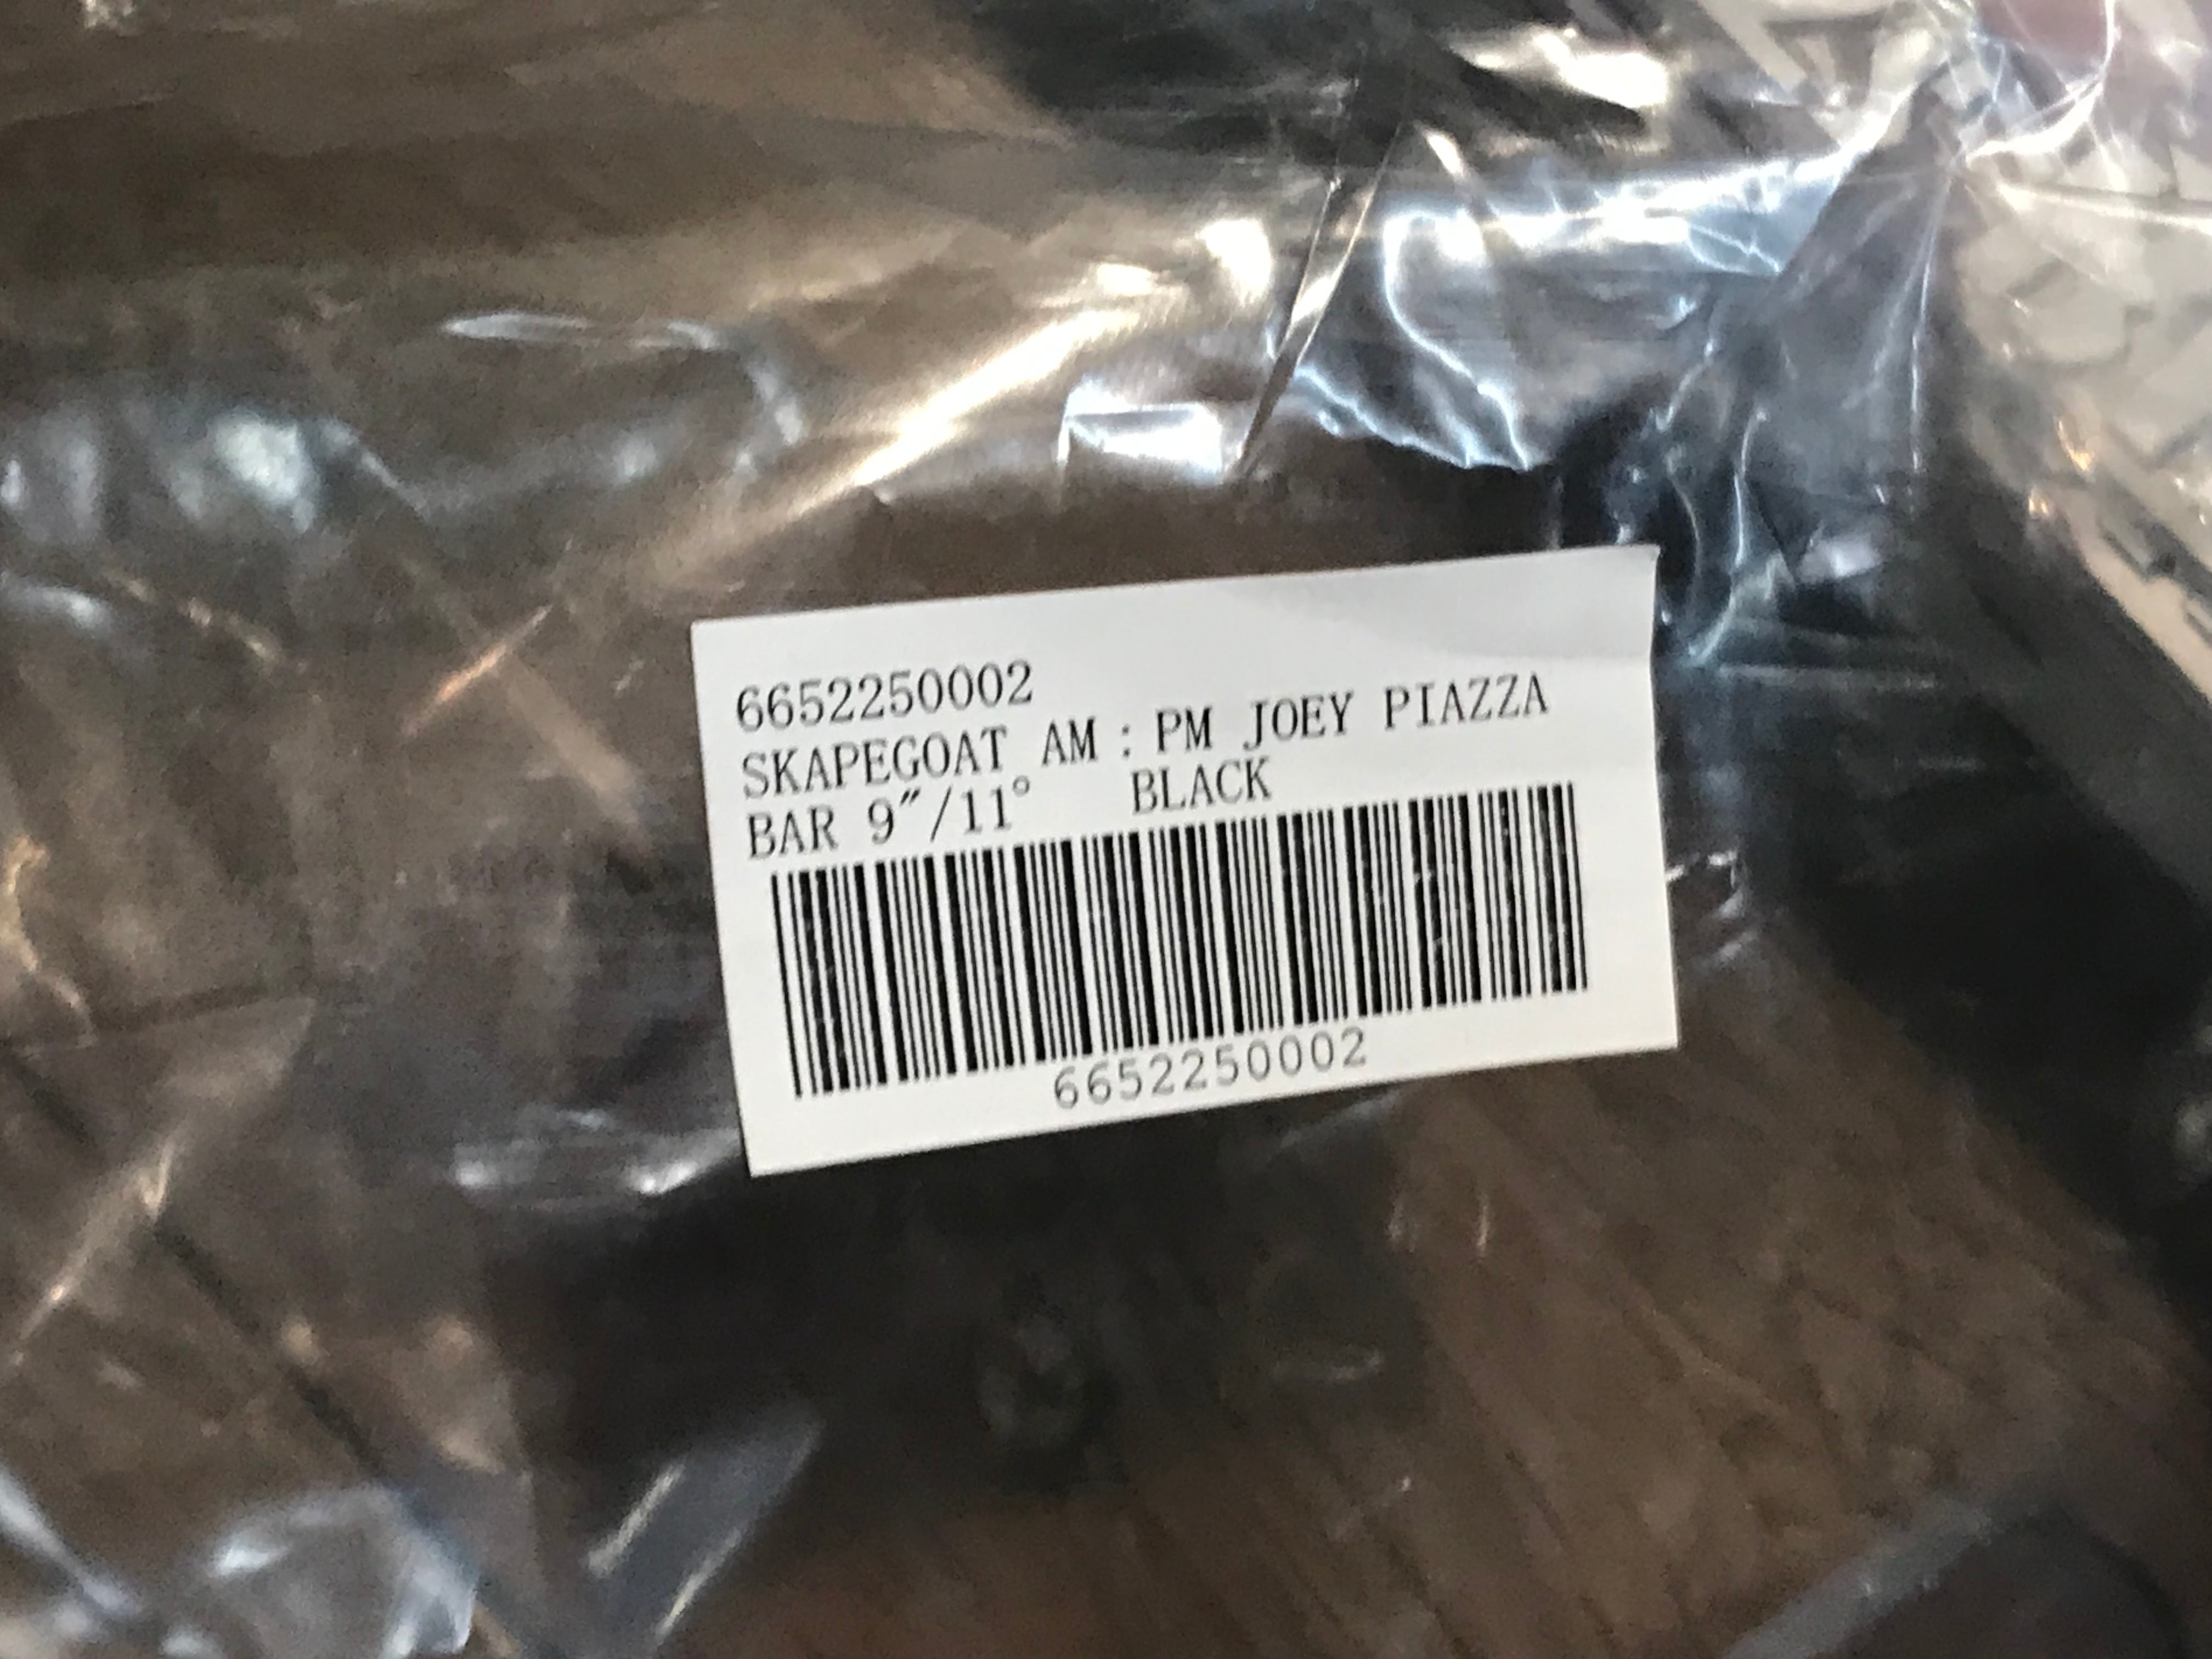 6652250002
SKAPEGOAT AM : PM JOEY PIAZZA
BAR 9″/11° BLACK
6652250002